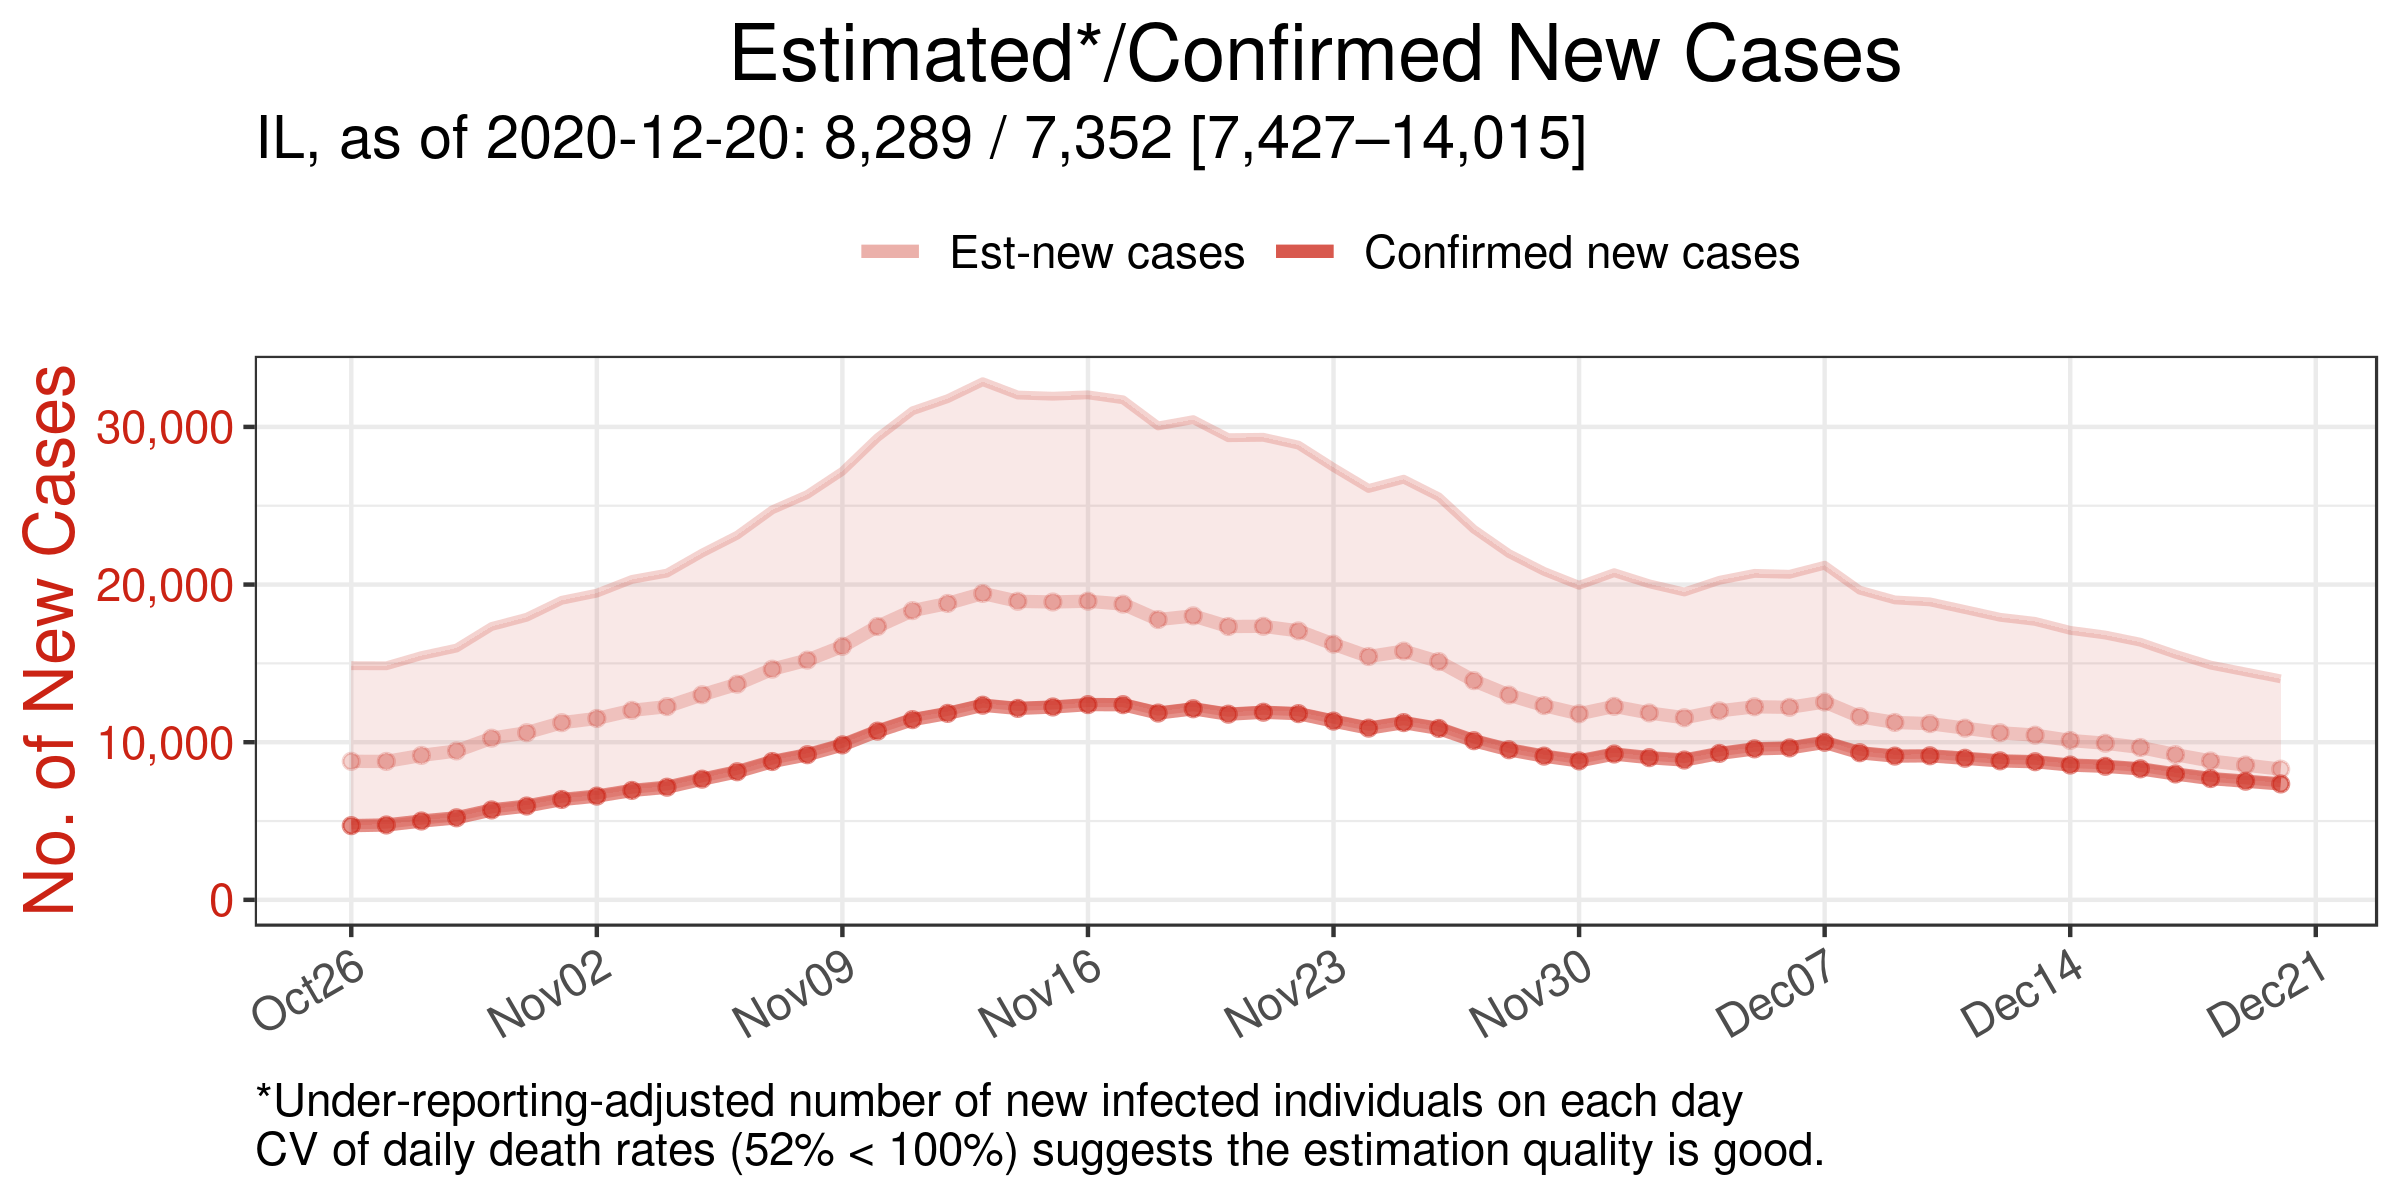 Estimated*/Confirmed New Cases
IL, as of 2020-12-20: 8,289 / 7,352 [7,427–14,015]
Est-new cases
Confirmed new cases
No. of New Cases
30,000
20,000
10,000
0
Oct26
Nov02
Nov09
Nov16
Nov23
Nov30
Dec07
Dec14
Dec21
*Under-reporting-adjusted number of new infected individuals on each day
CV of daily death rates (52% < 100%) suggests the estimation quality is good.